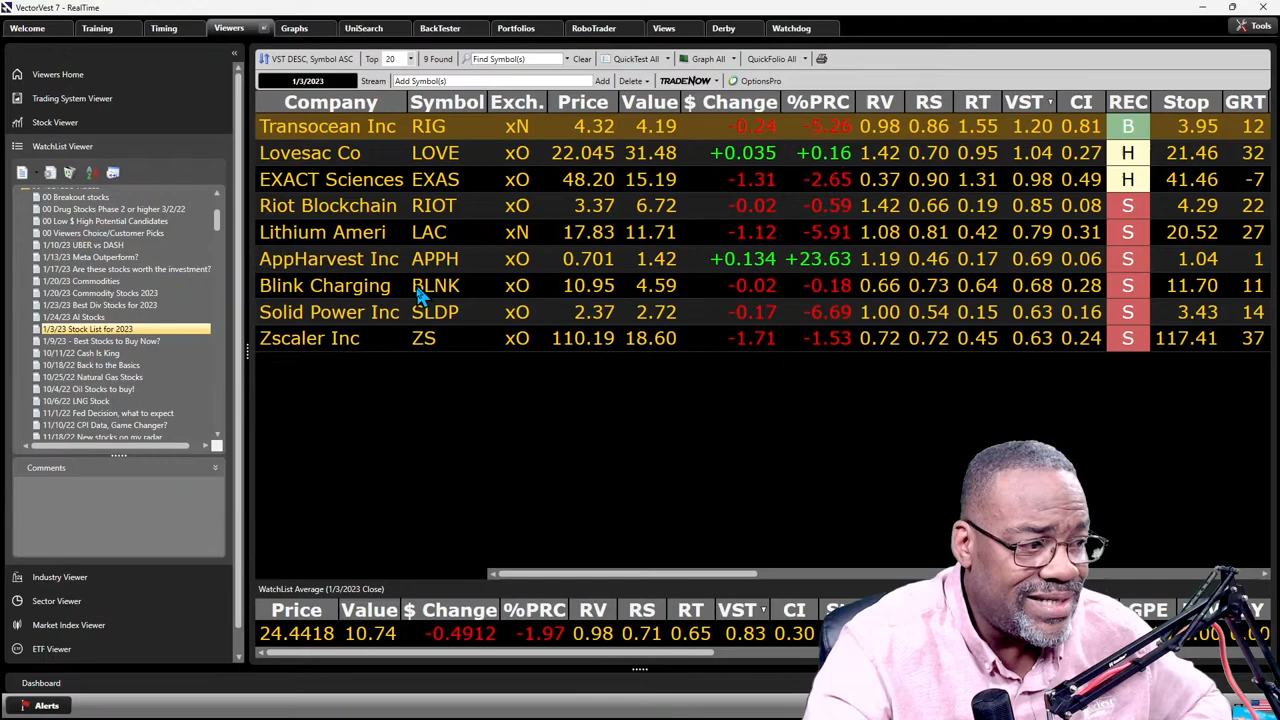 VectorVest 7 - RealTime
Welcome Training Timing Viewers Graphs UniSearch BackTester Portfolios RoboTrader Views Derby Watchdog Tools
Viewers Home
Trading System Viewer
Stock Viewer
WatchList Viewer
00 Breakout stocks
00 Drug Stocks Phase 2 or higher 3/2/22
00 Low $ High Potential Candidates
00 Viewers Choice/Customer Picks
1/10/23 UBER vs DASH
1/13/23 Meta Outperform?
1/17/23 Are these stocks worth the investment?
1/20/23 Commodities
1/20/23 Commodity Stocks 2023
1/23/23 Best Div Stocks for 2023
1/24/23 AI Stocks
1/3/23 Stock List for 2023
1/9/23 - Best Stocks to Buy Now?
10/11/22 Cash Is King
10/18/22 Back to the Basics
10/25/22 Natural Gas Stocks
10/4/22 Oil Stocks to buy!
10/6/22 LNG Stock
11/1/22 Fed Decision, what to expect
11/10/22 CPI Data, Game Changer?
11/18/22 New stocks on my radar
Comments
Industry Viewer
Sector Viewer
Market Index Viewer
ETF Viewer
VST DESC, Symbol ASC Top 20 9 Found Find Symbol(s) Clear QuickTest All Graph All QuickFolio All
1/3/2023 Stream Add Symbol(s) Add Delete TRADENOW OptionsPro
Company Symbol Exch. Price Value $ Change %PRC RV RS RT VST CI REC Stop GRT
Transocean Inc RIG xN 4.32 4.19 -0.24 -5.26 0.98 0.86 1.55 1.20 0.81 B 3.95 12
Lovesac Co LOVE xO 22.045 31.48 +0.035 +0.16 1.42 0.70 0.95 1.04 0.27 H 21.46 32
EXACT Sciences EXAS xO 48.20 15.19 -1.31 -2.65 0.37 0.90 1.31 0.98 0.49 H 41.46 -7
Riot Blockchain RIOT xO 3.37 6.72 -0.02 -0.59 1.42 0.66 0.19 0.85 0.08 S 4.29 22
Lithium Ameri LAC xN 17.83 11.71 -1.12 -5.91 1.08 0.81 0.42 0.79 0.31 S 20.52 27
AppHarvest Inc APPH xO 0.701 1.42 +0.134 +23.63 1.19 0.46 0.17 0.69 0.14 S 1.04 1
Blink Charging BLNK xO 10.95 4.59 -0.02 -0.18 0.66 0.73 0.64 0.68 0.28 S 11.70 11
Solid Power Inc SLDP xO 2.37 2.72 -0.17 -6.69 1.00 0.54 0.15 0.63 0.16 S 3.43 14
Zscaler Inc ZS xO 110.19 18.60 -1.71 -1.53 0.72 0.72 0.45 0.63 0.24 S 117.41 37
WatchList Average (1/3/2023 Close)
Price Value $ Change %PRC RV RS RT VST CI GPE
24.4418 10.74 -0.4912 -1.97 0.98 0.71 0.65 0.83 0.30
Dashboard
Alerts